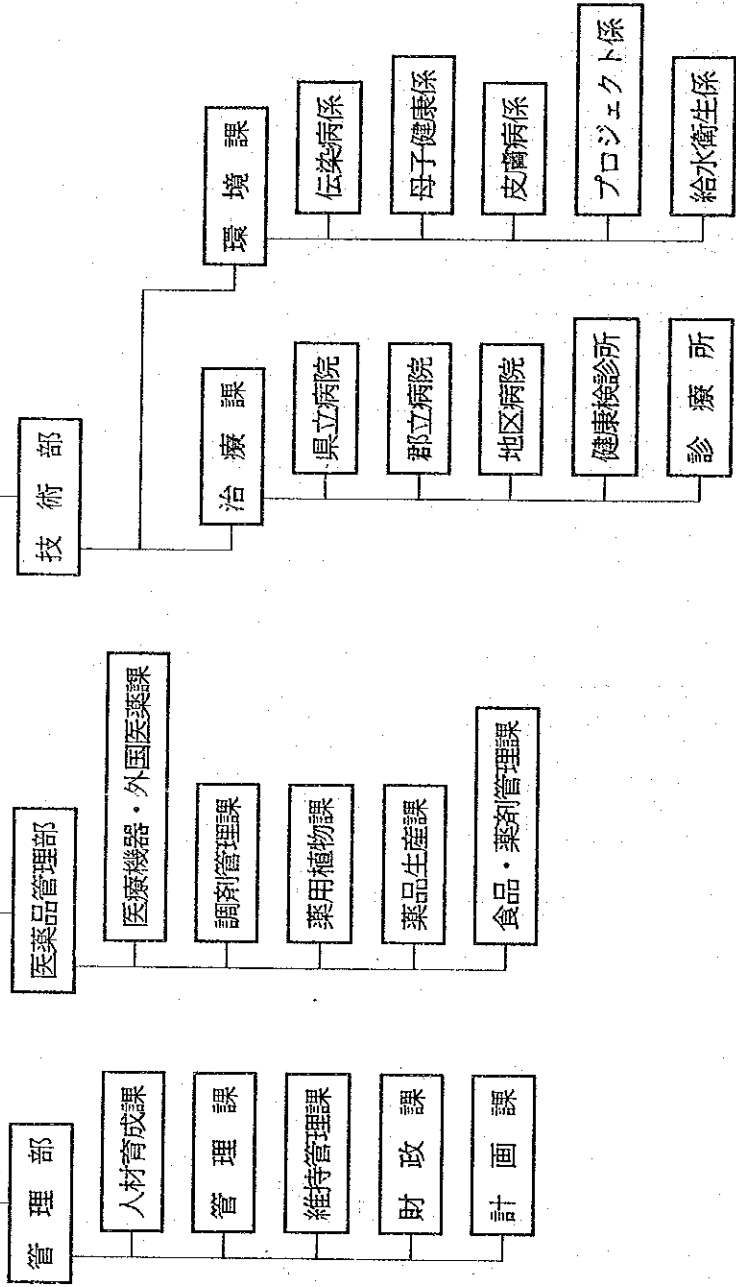 管理部
人材育成課
管理課
維持管理課
財政課
計画課
医薬品管理部
医療機器・外国医薬課
調剤管理課
薬用植物課
薬品生産課
食品・薬剤管理課
技術部
治療課
県立病院
郡立病院
地区病院
健康検診所
診療所
環境課
伝染病係
母子健康係
皮膚病係
プロジェクト係
給水衛生係